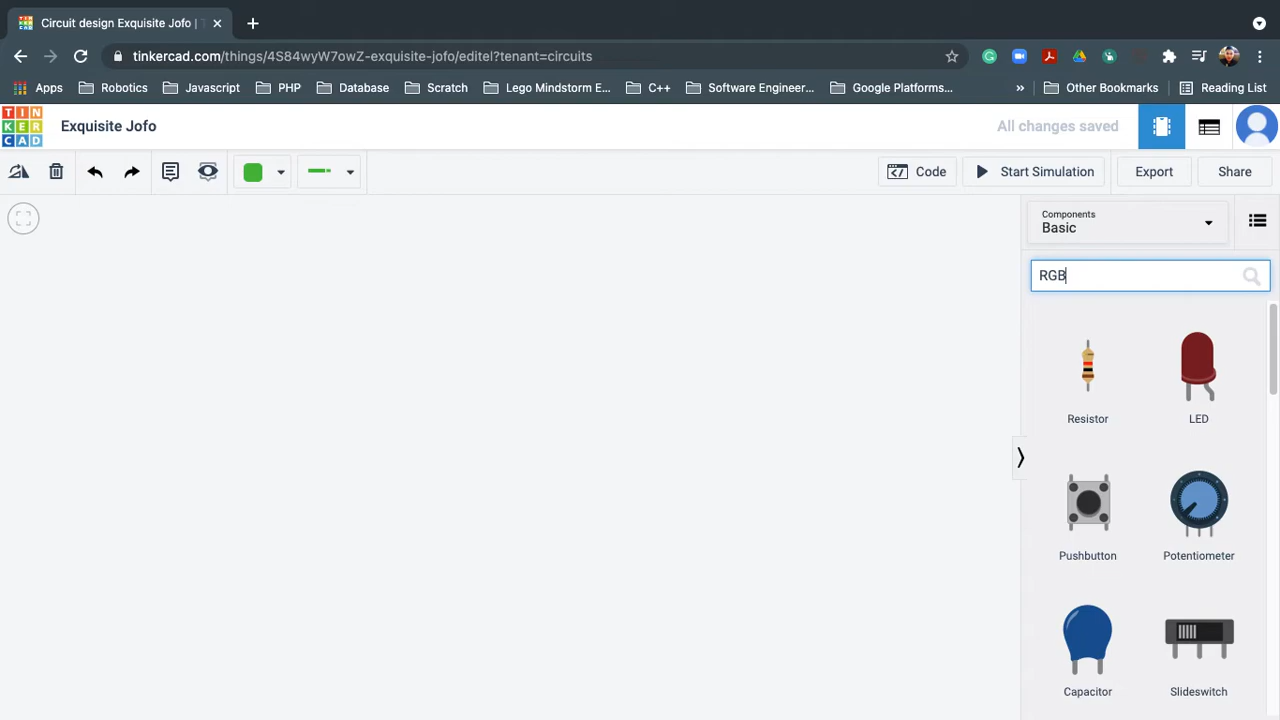 Circuit design Exquisite Jofo |
tinkercad.com/things/4S84wyW7owZ-exquisite-jofo/editel?tenant=circuits
Apps Robotics Javascript PHP Database Scratch Lego Mindstorm E... C++ Software Engineer... Google Platforms... » Other Bookmarks Reading List
TIN
KER
CAD
Exquisite Jofo
All changes saved
Code Start Simulation Export Share
Components
Basic
RGB
Resistor LED
Pushbutton Potentiometer
Capacitor Slideswitch